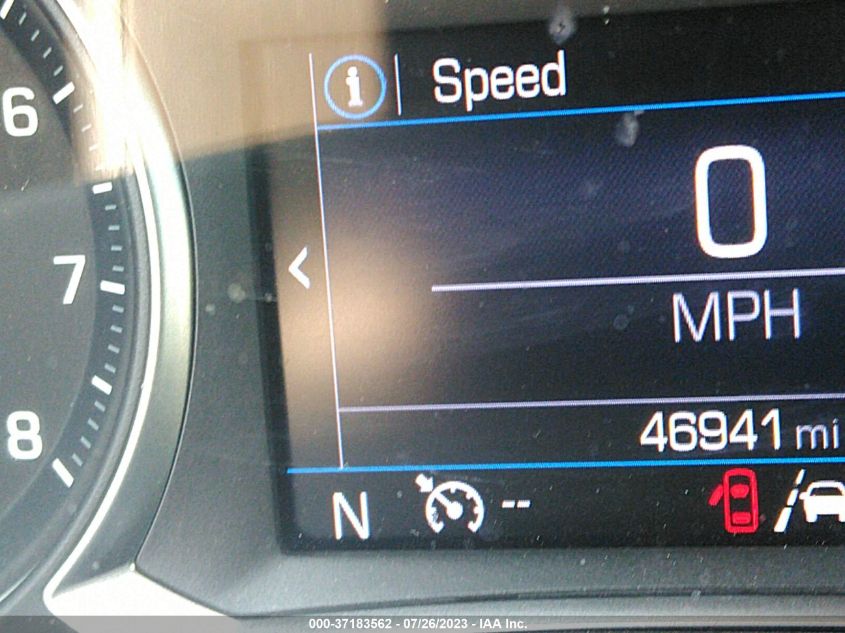 6
7
8
i Speed
0
MPH
46941 mi
N --
000-37183562 - 07/26/2023 - IAA Inc.